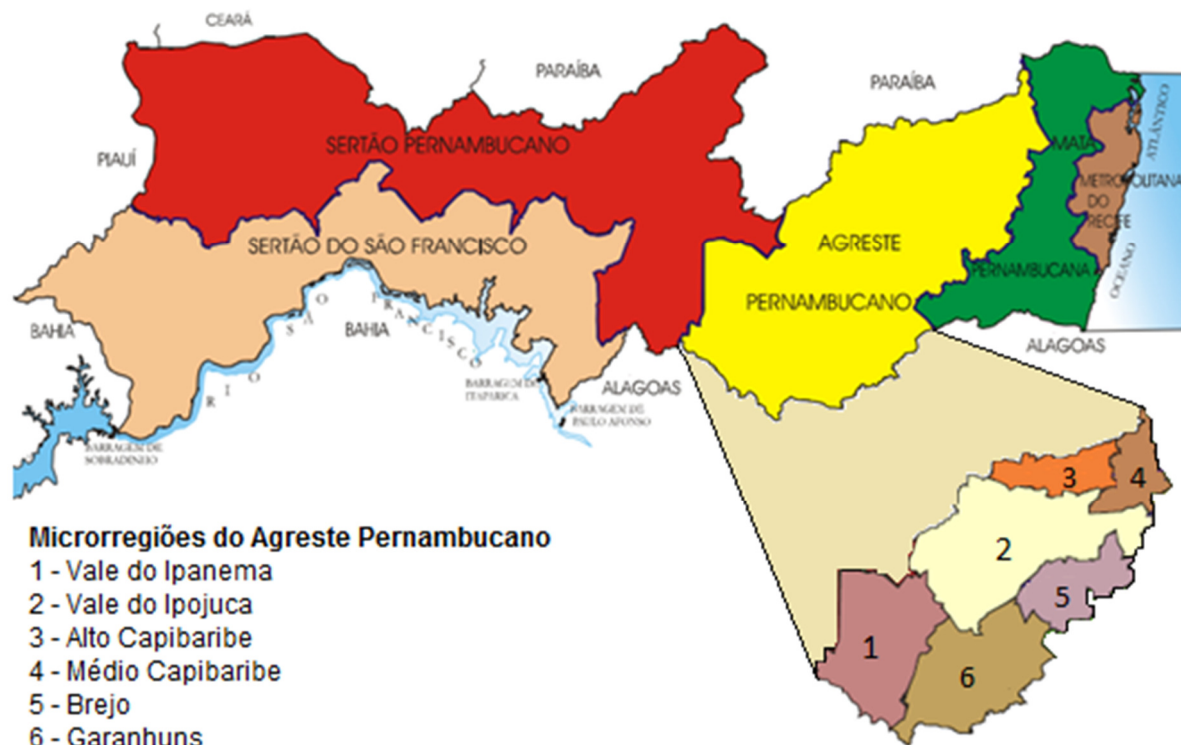 CEARÁ
PARAÍBA
PARAÍBA
PIAUÍ
SERTÃO PERNAMBUCANO
MATA
ATLÂNTICO
METROPOLITANA
DO
RECIFE
SERTÃO DO SÃO FRANCISCO
AGRESTE
PERNAMBUCANA
OCEANO
PERNAMBUCANO
BAHIA
BAHIA
RIO SÃO FRANCISCO
ALAGOAS
ALAGOAS
BARRAGEM DE
ITAPARICA
BARRAGEM DE
PAULO AFONSO
BARRAGEM DE
SOBRADINHO
3
4
2
5
1
6
Microrregiões do Agreste Pernambucano
1 - Vale do Ipanema
2 - Vale do Ipojuca
3 - Alto Capibaribe
4 - Médio Capibaribe
5 - Brejo
6 - Garanhuns